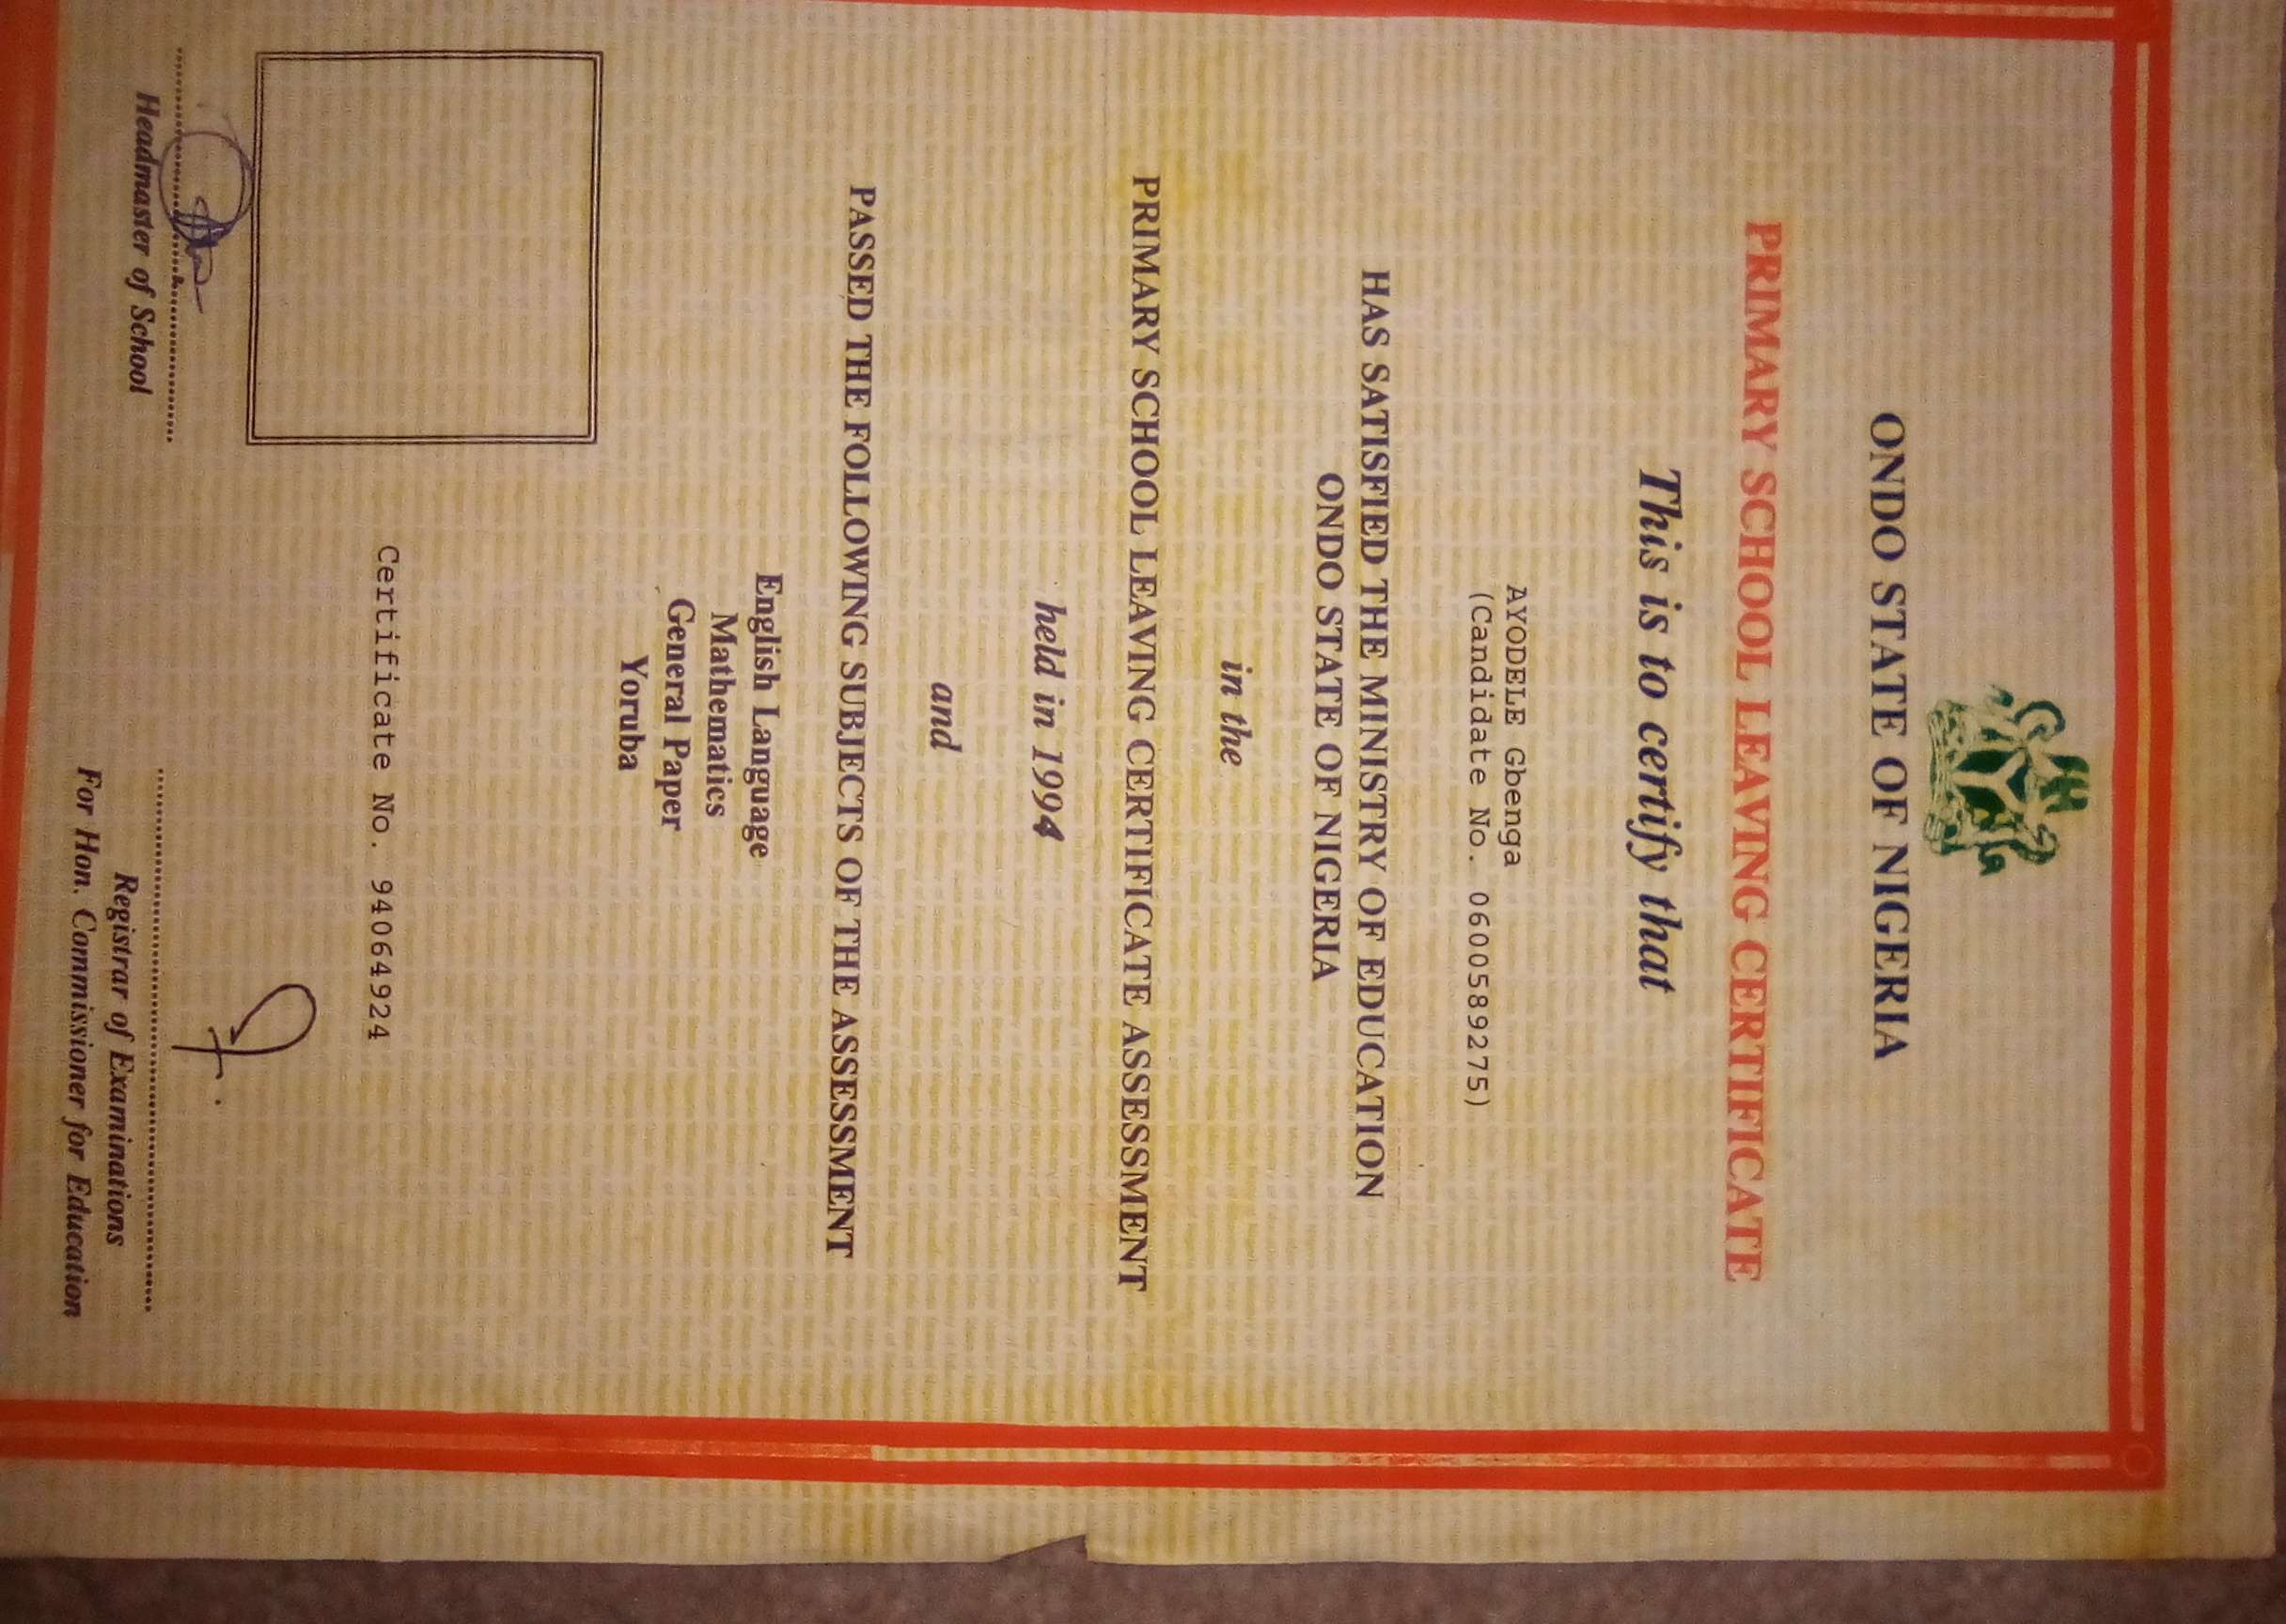 ONDO STATE OF NIGERIA
PRIMARY SCHOOL LEAVING CERTIFICATE
This is to certify that
AYODELE Gbenga
(Candidate No. 0600589275)
HAS SATISFIED THE MINISTRY OF EDUCATION
ONDO STATE OF NIGERIA
in the
PRIMARY SCHOOL LEAVING CERTIFICATE ASSESSMENT
held in 1994
and
PASSED THE FOLLOWING SUBJECTS OF THE ASSESSMENT
English Language
Mathematics
General Paper
Yoruba
Certificate No. 94064924
Headmaster of School
Registrar of Examinations
For Hon. Commissioner for Education